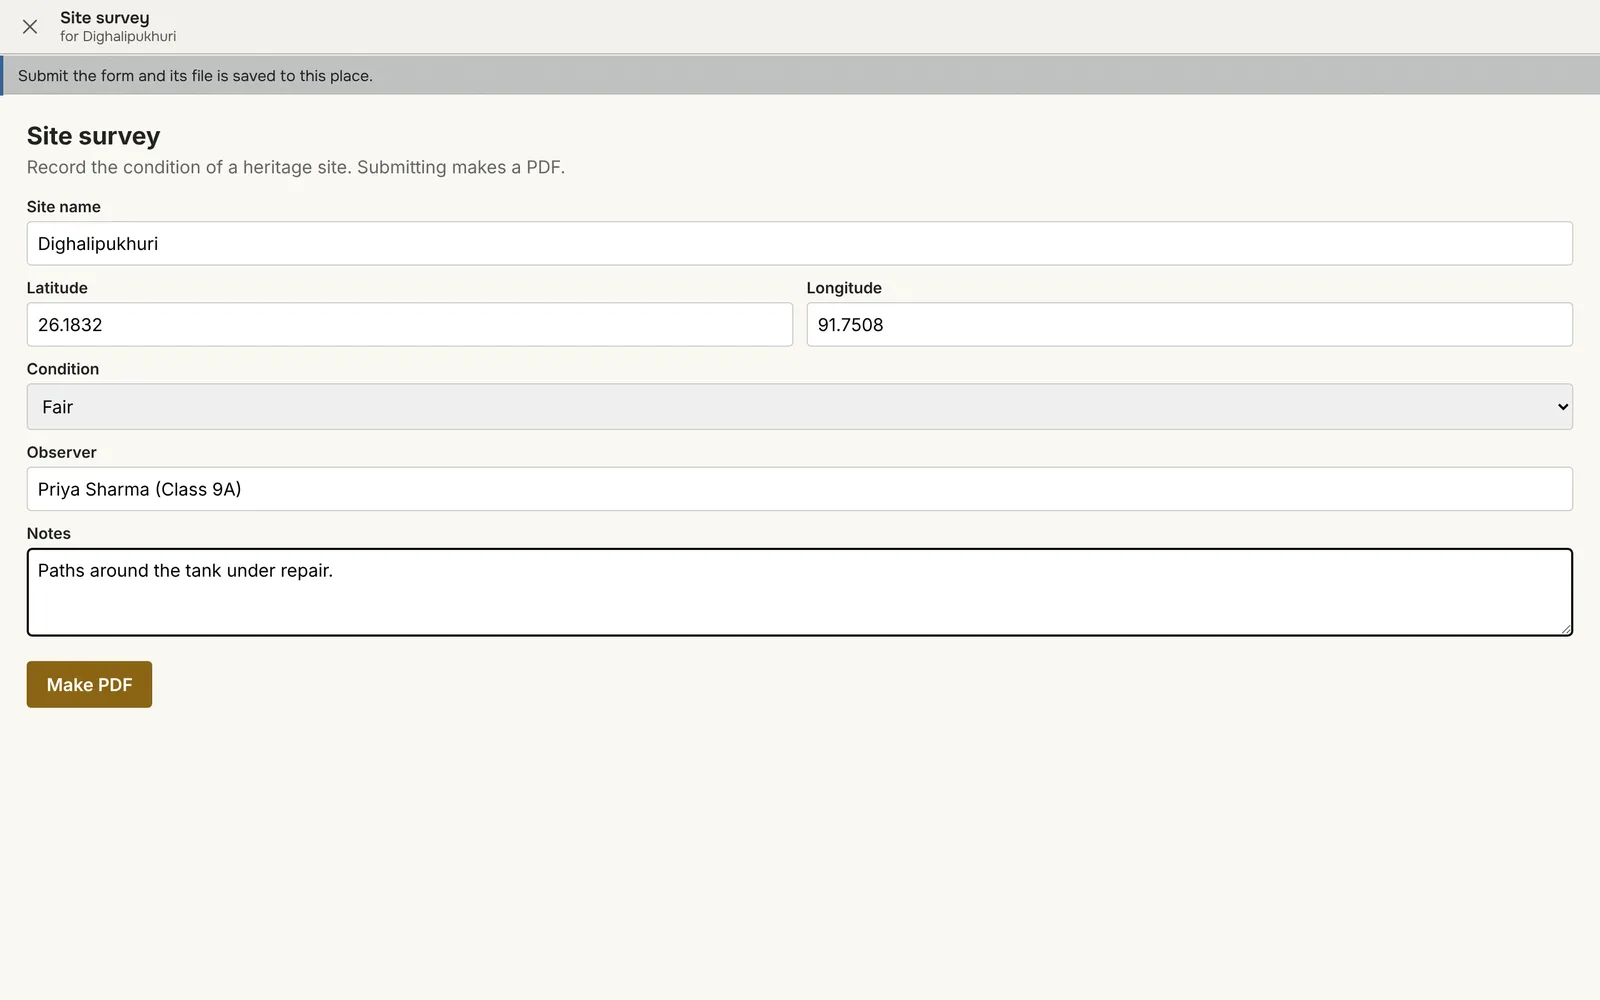 Site survey
for Dighalipukhuri
Submit the form and its file is saved to this place.
Site survey
Record the condition of a heritage site. Submitting makes a PDF.
Site name
Dighalipukhuri
Latitude
Longitude
26.1832
91.7508
Condition
Fair
Observer
Priya Sharma (Class 9A)
Notes
Paths around the tank under repair.
Make PDF